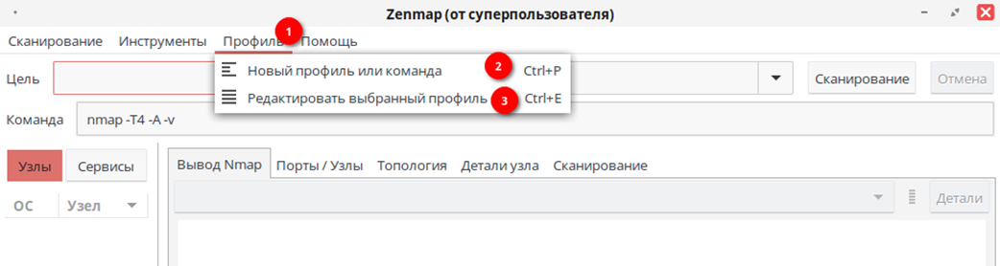 Zenmap (от суперпользователя)
1
Сканирование Инструменты Профиль Помощь
Новый профиль или команда 2 Ctrl+P
Цель Сканирование Отмена
Редактировать выбранный профиль 3 Ctrl+E
Команда nmap -T4 -A -v
Узлы Сервисы Вывод Nmap Порты / Узлы Топология Детали узла Сканирование
ОС Узел Детали